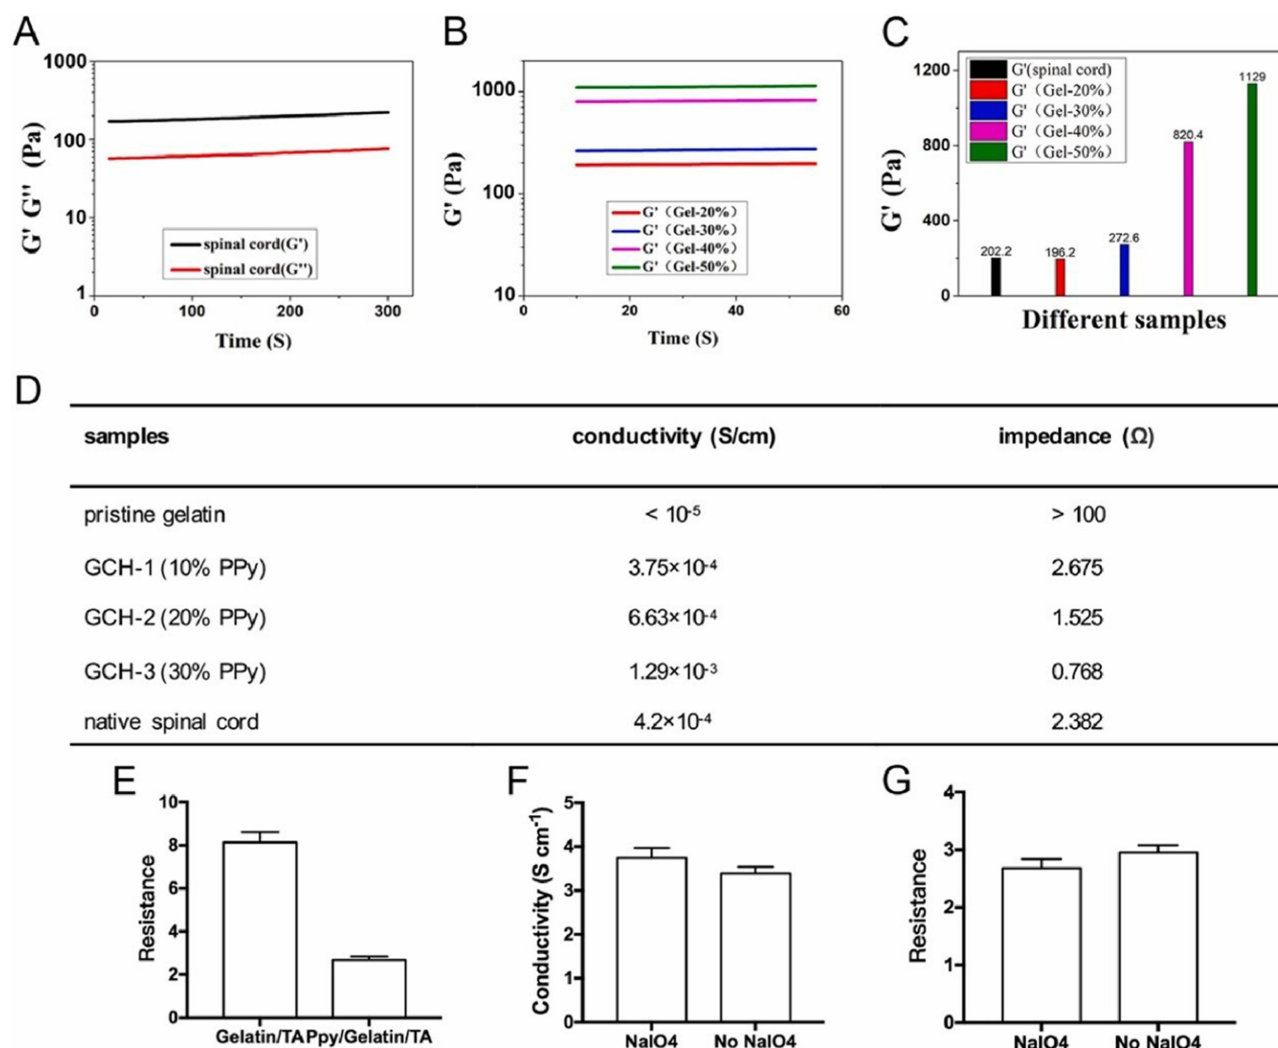 A
1000
100
10
1
G' G'' (Pa)
spinal cord(G')
spinal cord(G'')
0 100 200 300
Time (S)
B
1000
100
10
G' (Pa)
G'（Gel-20%）
G'（Gel-30%）
G'（Gel-40%）
G'（Gel-50%）
0 20 40 60
Time (S)
C
1200
800
400
0
G' (Pa)
G'(spinal cord)
G'（Gel-20%）
G'（Gel-30%）
G'（Gel-40%）
G'（Gel-50%）
202.2 196.2 272.6 820.4 1129
Different samples
D
samples conductivity (S/cm) impedance (Ω)
pristine gelatin < 10⁻⁵ > 100
GCH-1 (10% PPy) 3.75×10⁻⁴ 2.675
GCH-2 (20% PPy) 6.63×10⁻⁴ 1.525
GCH-3 (30% PPy) 1.29×10⁻³ 0.768
native spinal cord 4.2×10⁻⁴ 2.382
E
10
8
6
4
2
0
Resistance
Gelatin/TA Ppy/Gelatin/TA
F
5
4
3
2
1
0
Conductivity (S cm⁻¹)
NaIO4 No NaIO4
G
4
3
2
1
0
Resistance
NaIO4 No NaIO4